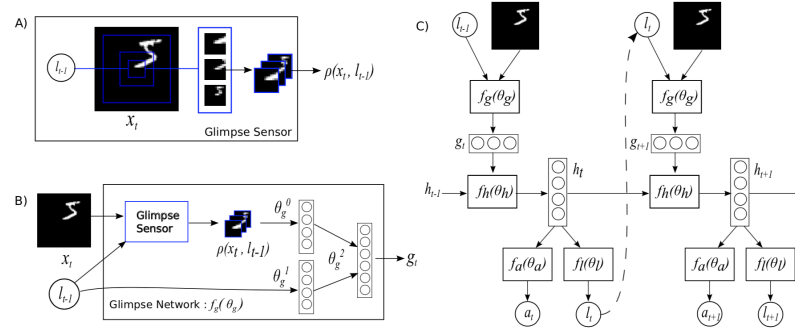 A)
l_{t-1}
x_t
ρ(x_t, l_{t-1})
Glimpse Sensor
B)
x_t
l_{t-1}
Glimpse
Sensor
ρ(x_t, l_{t-1})
θ_g^0
θ_g^1
θ_g^2
g_t
Glimpse Network : f_g(θ_g)
C)
l_{t-1}
l_t
f_g(θ_g)
f_g(θ_g)
g_t
g_{t+1}
h_{t-1}
f_h(θ_h)
h_t
f_h(θ_h)
h_{t+1}
f_a(θ_a)
f_l(θ_l)
f_a(θ_a)
f_l(θ_l)
a_t
l_t
a_{t+1}
l_{t+1}